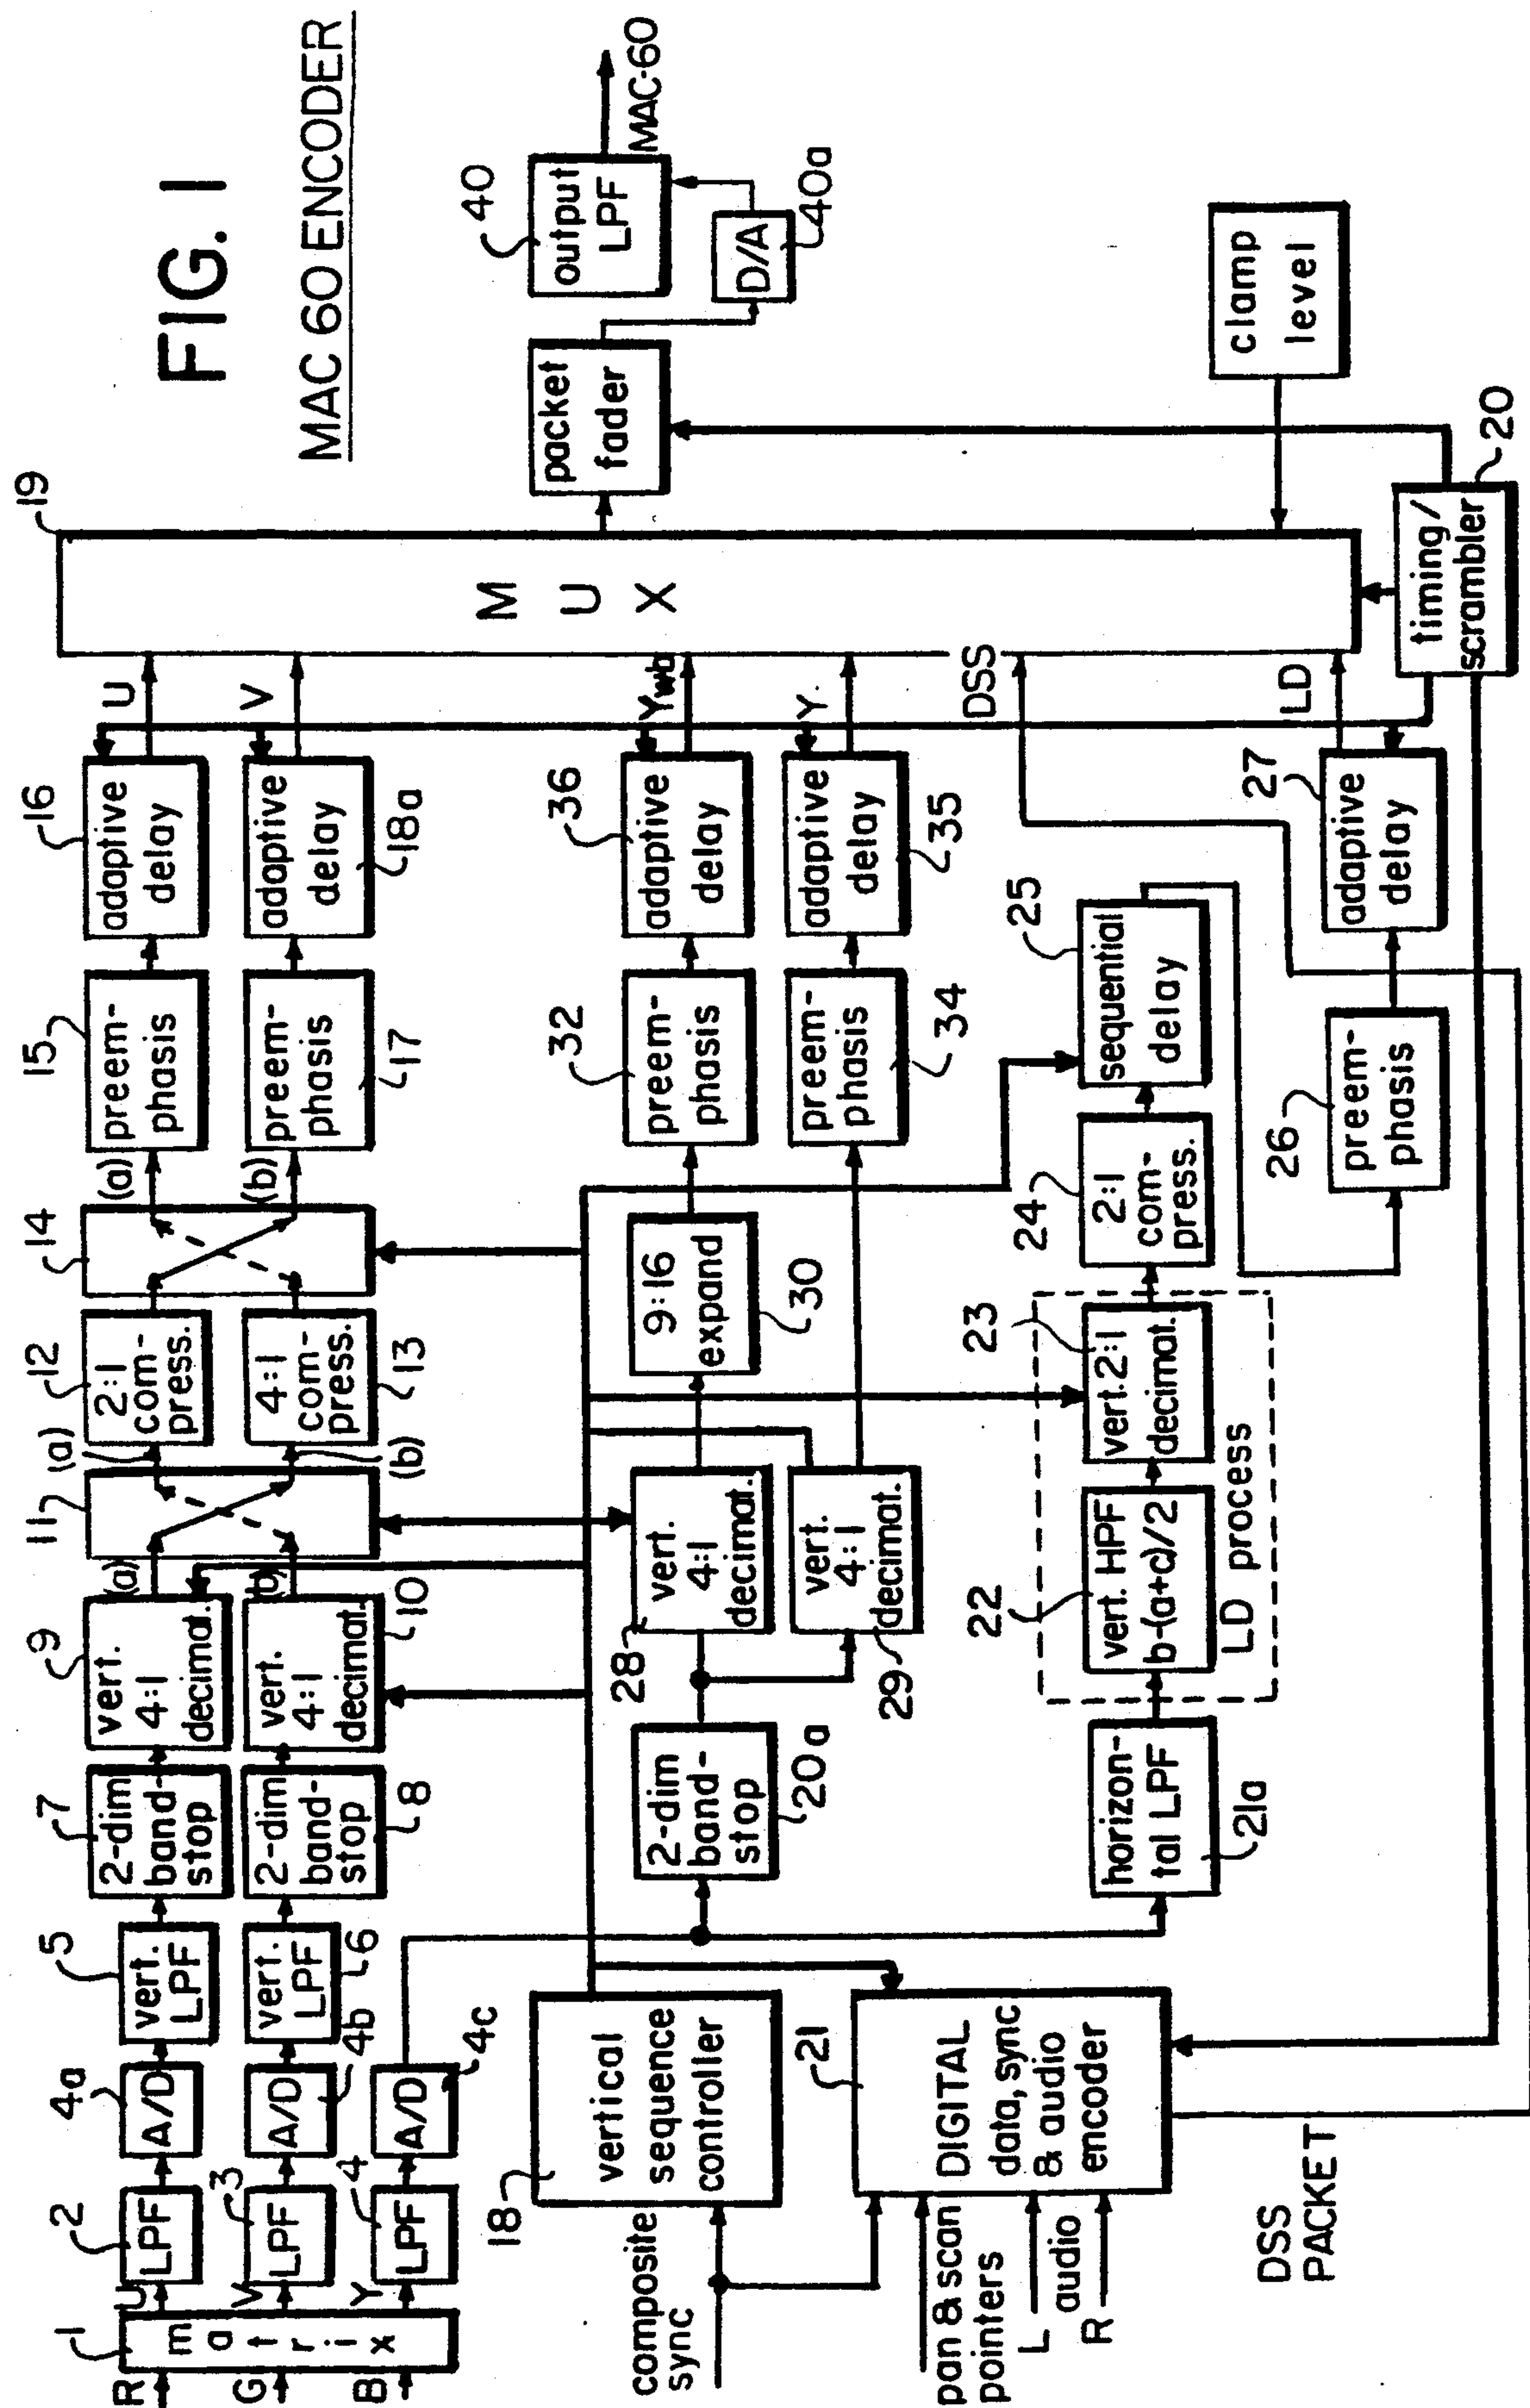 FIG. 1
MAC 60 ENCODER
R
G
B
1
matrix
U
V
Y
2
LPF
3
LPF
4
LPF
4a
A/D
4b
A/D
4c
A/D
5
vert.
LPF
6
vert.
LPF
7
2-dim
band-
stop
8
2-dim
band-
stop
9
vert.
4:1
decimat.
10
vert.
4:1
decimat.
(a)
(b)
11
(a)
(b)
12
2:1
com-
press.
13
4:1
com-
press.
14
(a)
(b)
15
preem-
phasis
17
preem-
phasis
16
adaptive
delay
18a
adaptive
delay
U
V
19
MUX
packet
fader
40
output
LPF
D/A
40a
MAC-60
composite
sync
18
vertical
sequence
controller
20a
2-dim
band-
stop
28
vert.
4:1
decimat.
29
vert.
4:1
decimat.
30
9:16
expand
32
preem-
phasis
34
preem-
phasis
36
adaptive
delay
35
adaptive
delay
Ywb
Y.
DSS
LD
pan & scan
pointers
L
audio
R
21
DIGITAL
data, sync
& audio
encoder
DSS
PACKET
21a
horizon-
tal LPF
22
vert. HPF
b-(a+c)/2
23
vert. 2:1
decimat.
LD process
24
2:1
com-
press.
25
sequential
delay
26
preem-
phasis
27
adaptive
delay
timing/
scrambler
20
clamp
level